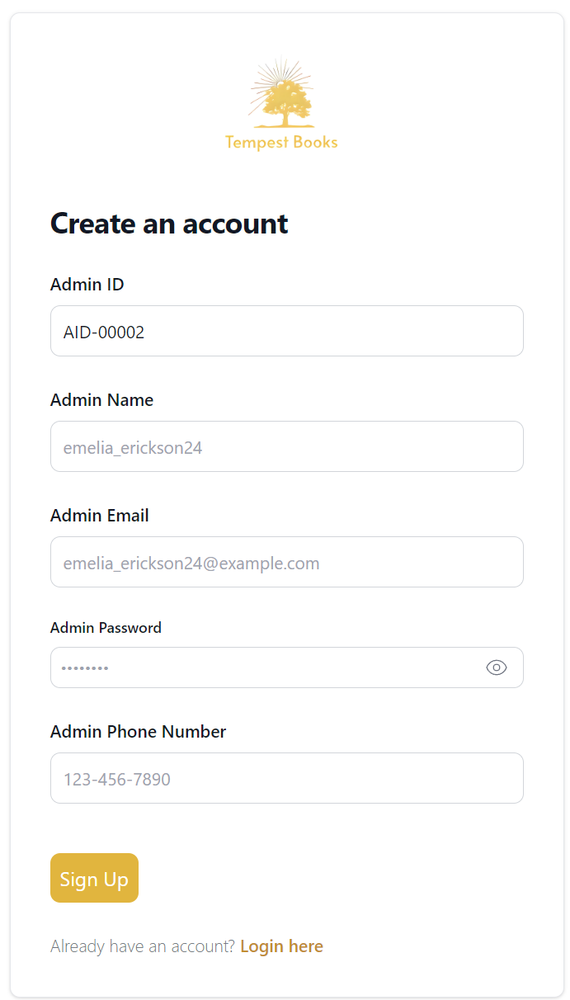 Tempest Books
Create an account
Admin ID
AID-00002
Admin Name
emelia_erickson24
Admin Email
emelia_erickson24@example.com
Admin Password
••••••••
Admin Phone Number
123-456-7890
Sign Up
Already have an account? Login here